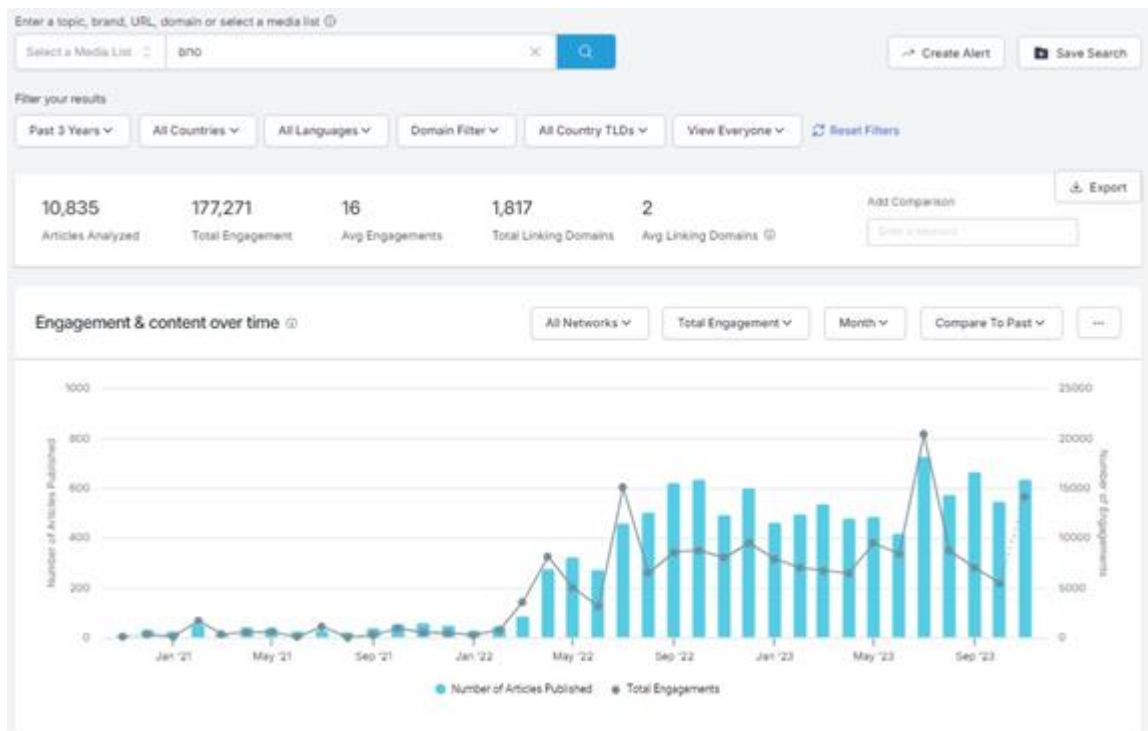 Enter a topic, brand, URL, domain or select a media list
Select a Media List впо
Create Alert Save Search
Filter your results
Past 3 Years All Countries All Languages Domain Filter All Country TLDs View Everyone Reset Filters
Export
10,835 177,271 16 1,817 2 Add Comparison
Articles Analyzed Total Engagement Avg Engagements Total Linking Domains Avg Linking Domains Enter a keyword
Engagement & content over time All Networks Total Engagement Month Compare To Past ...
1000 25000
800 20000
600 15000
400 10000
200 5000
0 0
Number of Articles Published
Number of Engagements
Jan '21 May '21 Sep '21 Jan '22 May '22 Sep '22 Jan '23 May '23 Sep '23
Number of Articles Published Total Engagements